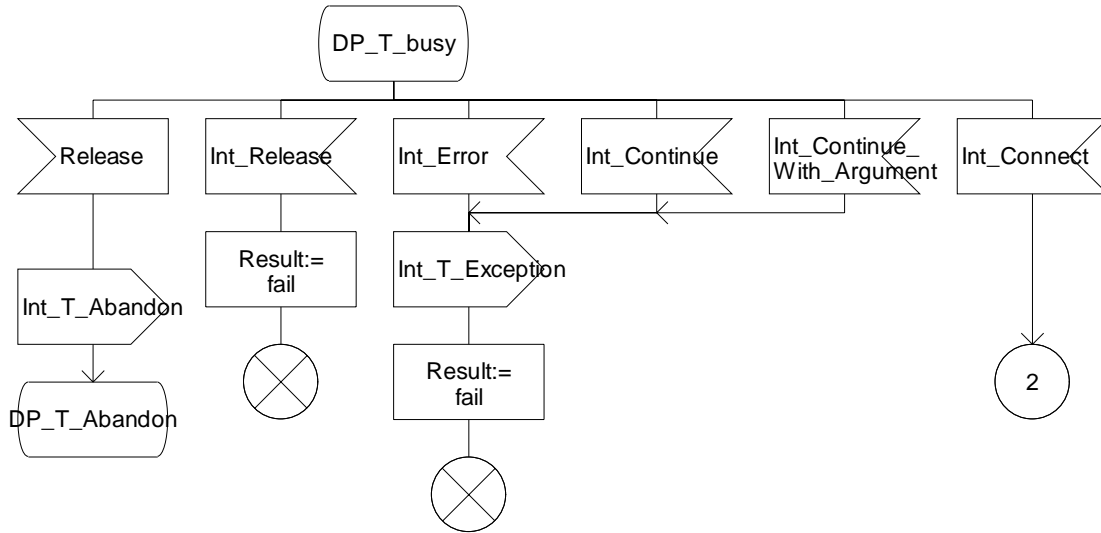 DP_T_busy
Release
Int_Release
Int_Error
Int_Continue
Int_Continue_
With_Argument
Int_Connect
Result:=
fail
Int_T_Exception
Int_T_Abandon
Result:=
fail
2
DP_T_Abandon